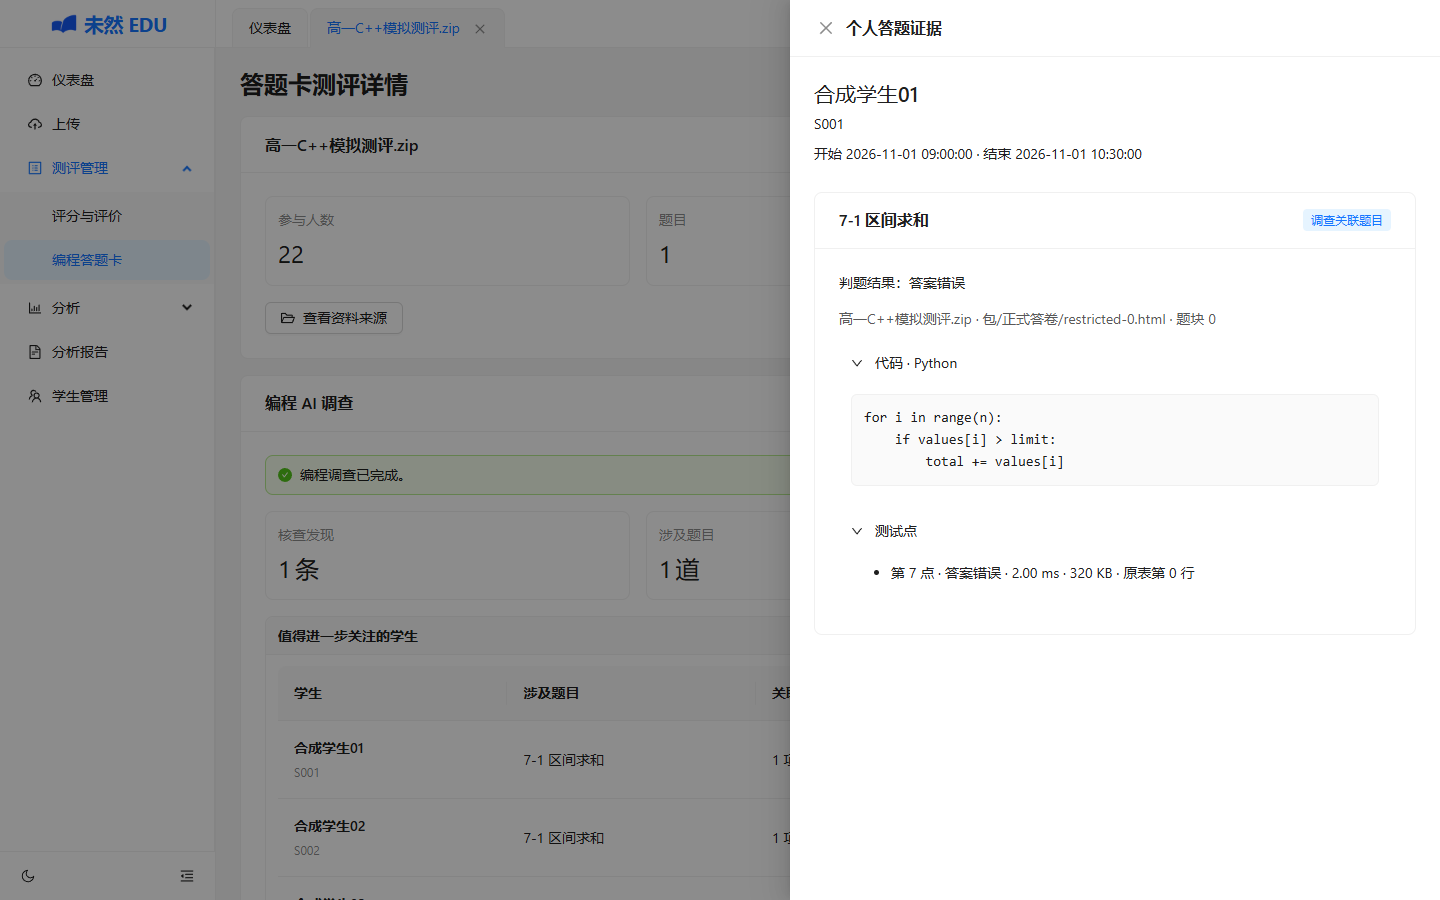 未然 EDU
仪表盘
上传
测评管理
评分与评价
编程答题卡
分析
分析报告
学生管理
仪表盘
高一C++模拟测评.zip
答题卡测评详情
高一C++模拟测评.zip
参与人数
22
题目
1
查看资料来源
编程 AI 调查
编程调查已完成。
核查发现
1 条
涉及题目
1 道
值得进一步关注的学生
学生
涉及题目
合成学生01
S001
7-1 区间求和
1
合成学生02
S002
7-1 区间求和
1
个人答题证据
合成学生01
S001
开始 2026-11-01 09:00:00 · 结束 2026-11-01 10:30:00
7-1 区间求和
调查关联题目
判题结果：答案错误
高一C++模拟测评.zip · 包/正式答卷/restricted-0.html · 题块 0
代码 · Python
for i in range(n):
    if values[i] > limit:
        total += values[i]
测试点
第 7 点 · 答案错误 · 2.00 ms · 320 KB · 原表第 0 行